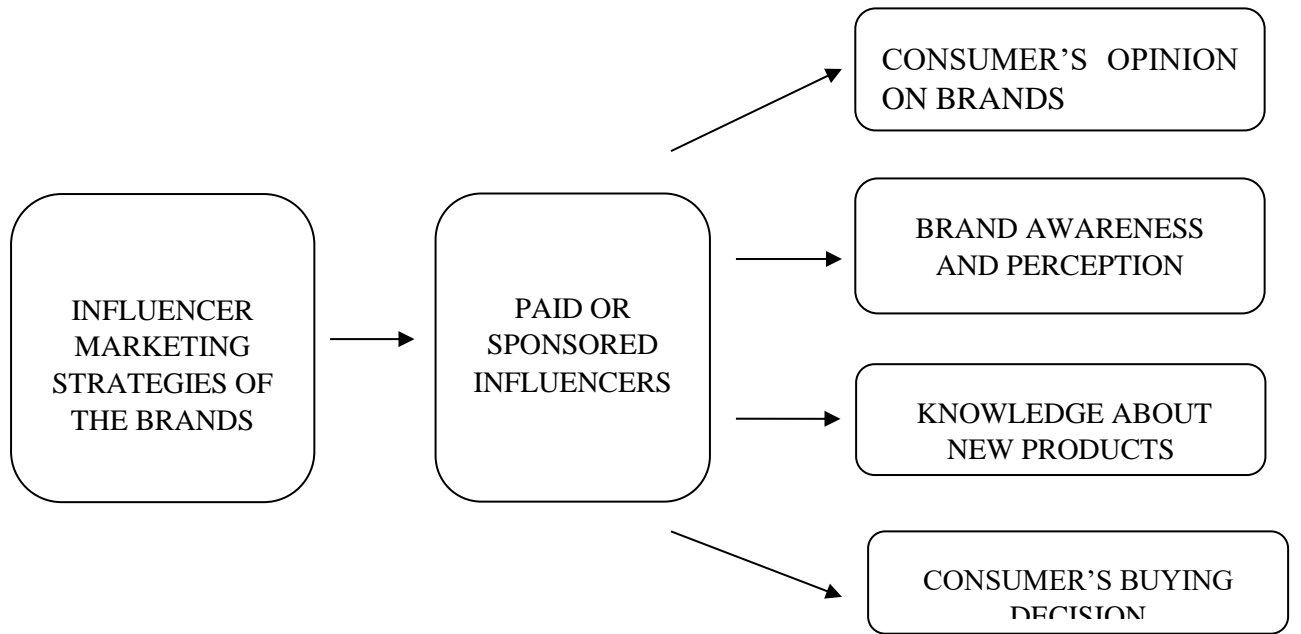 CONSUMER'S OPINION
ON BRANDS
BRAND AWARENESS
AND PERCEPTION
INFLUENCER
MARKETING
STRATEGIES OF
THE BRANDS
PAID OR
SPONSORED
INFLUENCERS
KNOWLEDGE ABOUT
NEW PRODUCTS
CONSUMER'S BUYING
DECISION